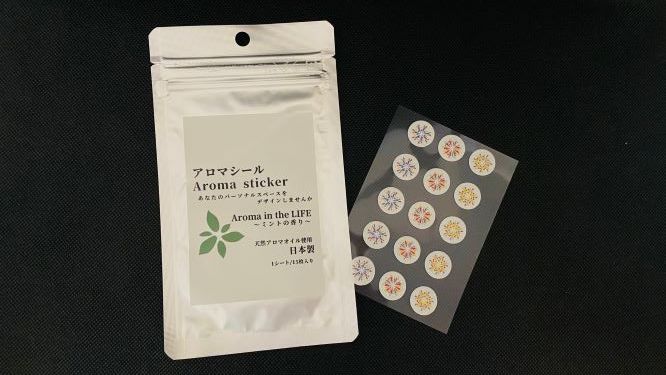 アロマシール
Aroma sticker
あなたのパーソナルスペースを
デザインしませんか
Aroma in the LIFE
～ミントの香り～
天然アロマオイル使用
日本製
1シート/15枚入り